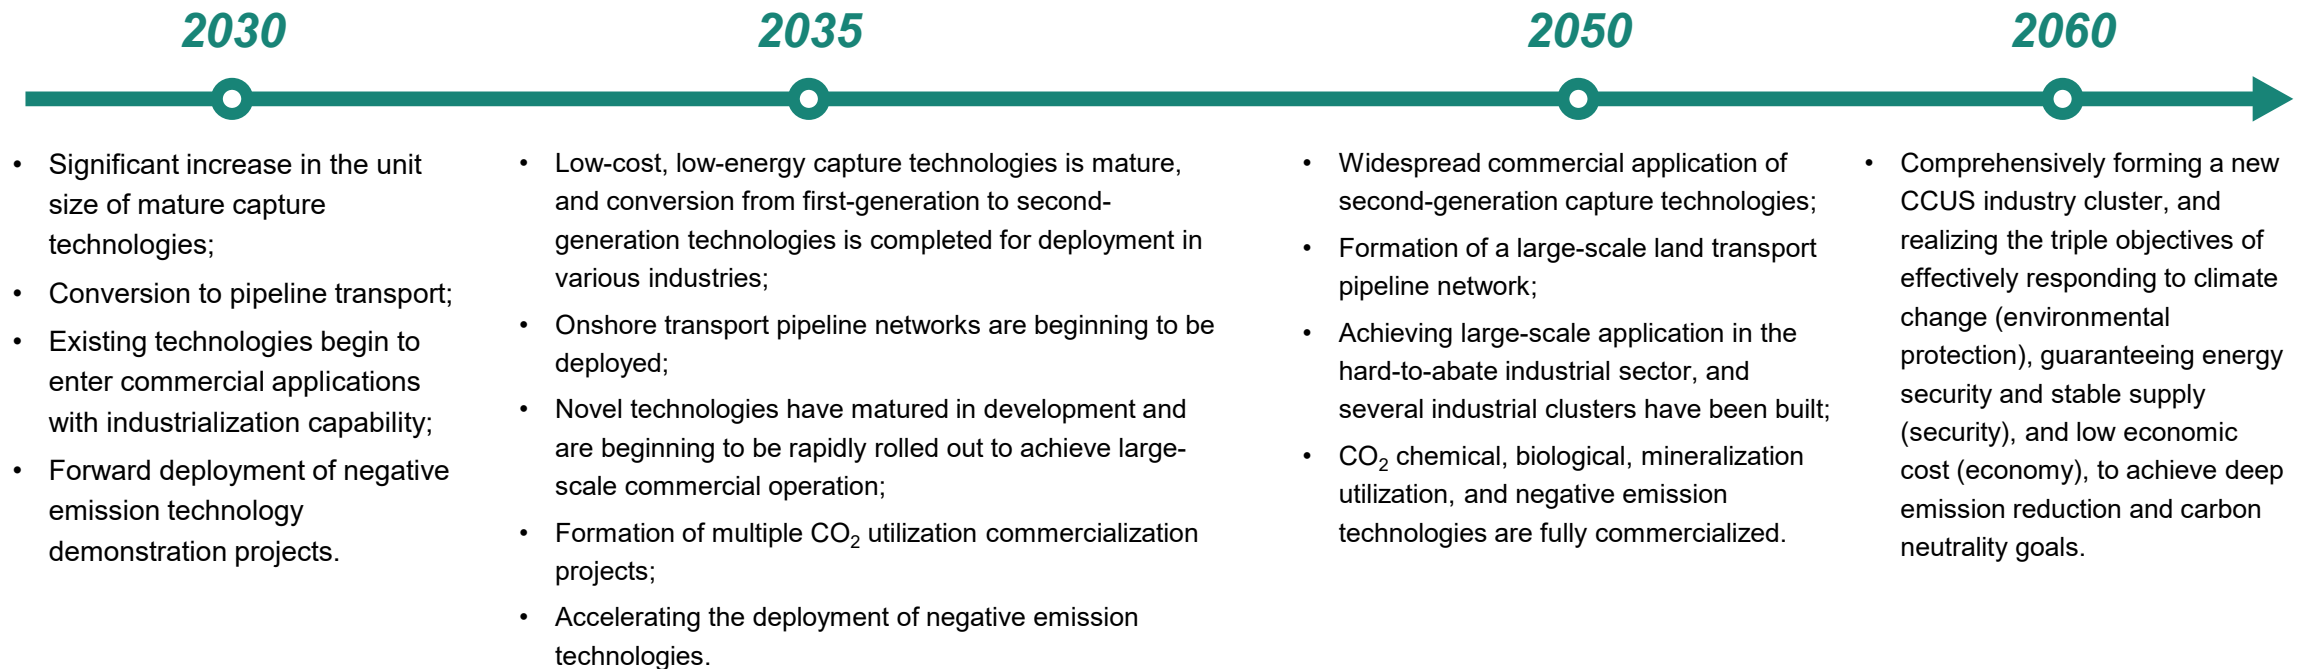 2030
• Significant increase in the unit
size of mature capture
technologies;
• Conversion to pipeline transport;
• Existing technologies begin to
enter commercial applications
with industrialization capability;
• Forward deployment of negative
emission technology
demonstration projects.
2035
• Low-cost, low-energy capture technologies is mature,
and conversion from first-generation to second-
generation technologies is completed for deployment in
various industries;
• Onshore transport pipeline networks are beginning to be
deployed;
• Novel technologies have matured in development and
are beginning to be rapidly rolled out to achieve large-
scale commercial operation;
• Formation of multiple CO₂ utilization commercialization
projects;
• Accelerating the deployment of negative emission
technologies.
2050
• Widespread commercial application of
second-generation capture technologies;
• Formation of a large-scale land transport
pipeline network;
• Achieving large-scale application in the
hard-to-abate industrial sector, and
several industrial clusters have been built;
• CO₂ chemical, biological, mineralization
utilization, and negative emission
technologies are fully commercialized.
2060
• Comprehensively forming a new
CCUS industry cluster, and
realizing the triple objectives of
effectively responding to climate
change (environmental
protection), guaranteeing energy
security and stable supply
(security), and low economic
cost (economy), to achieve deep
emission reduction and carbon
neutrality goals.